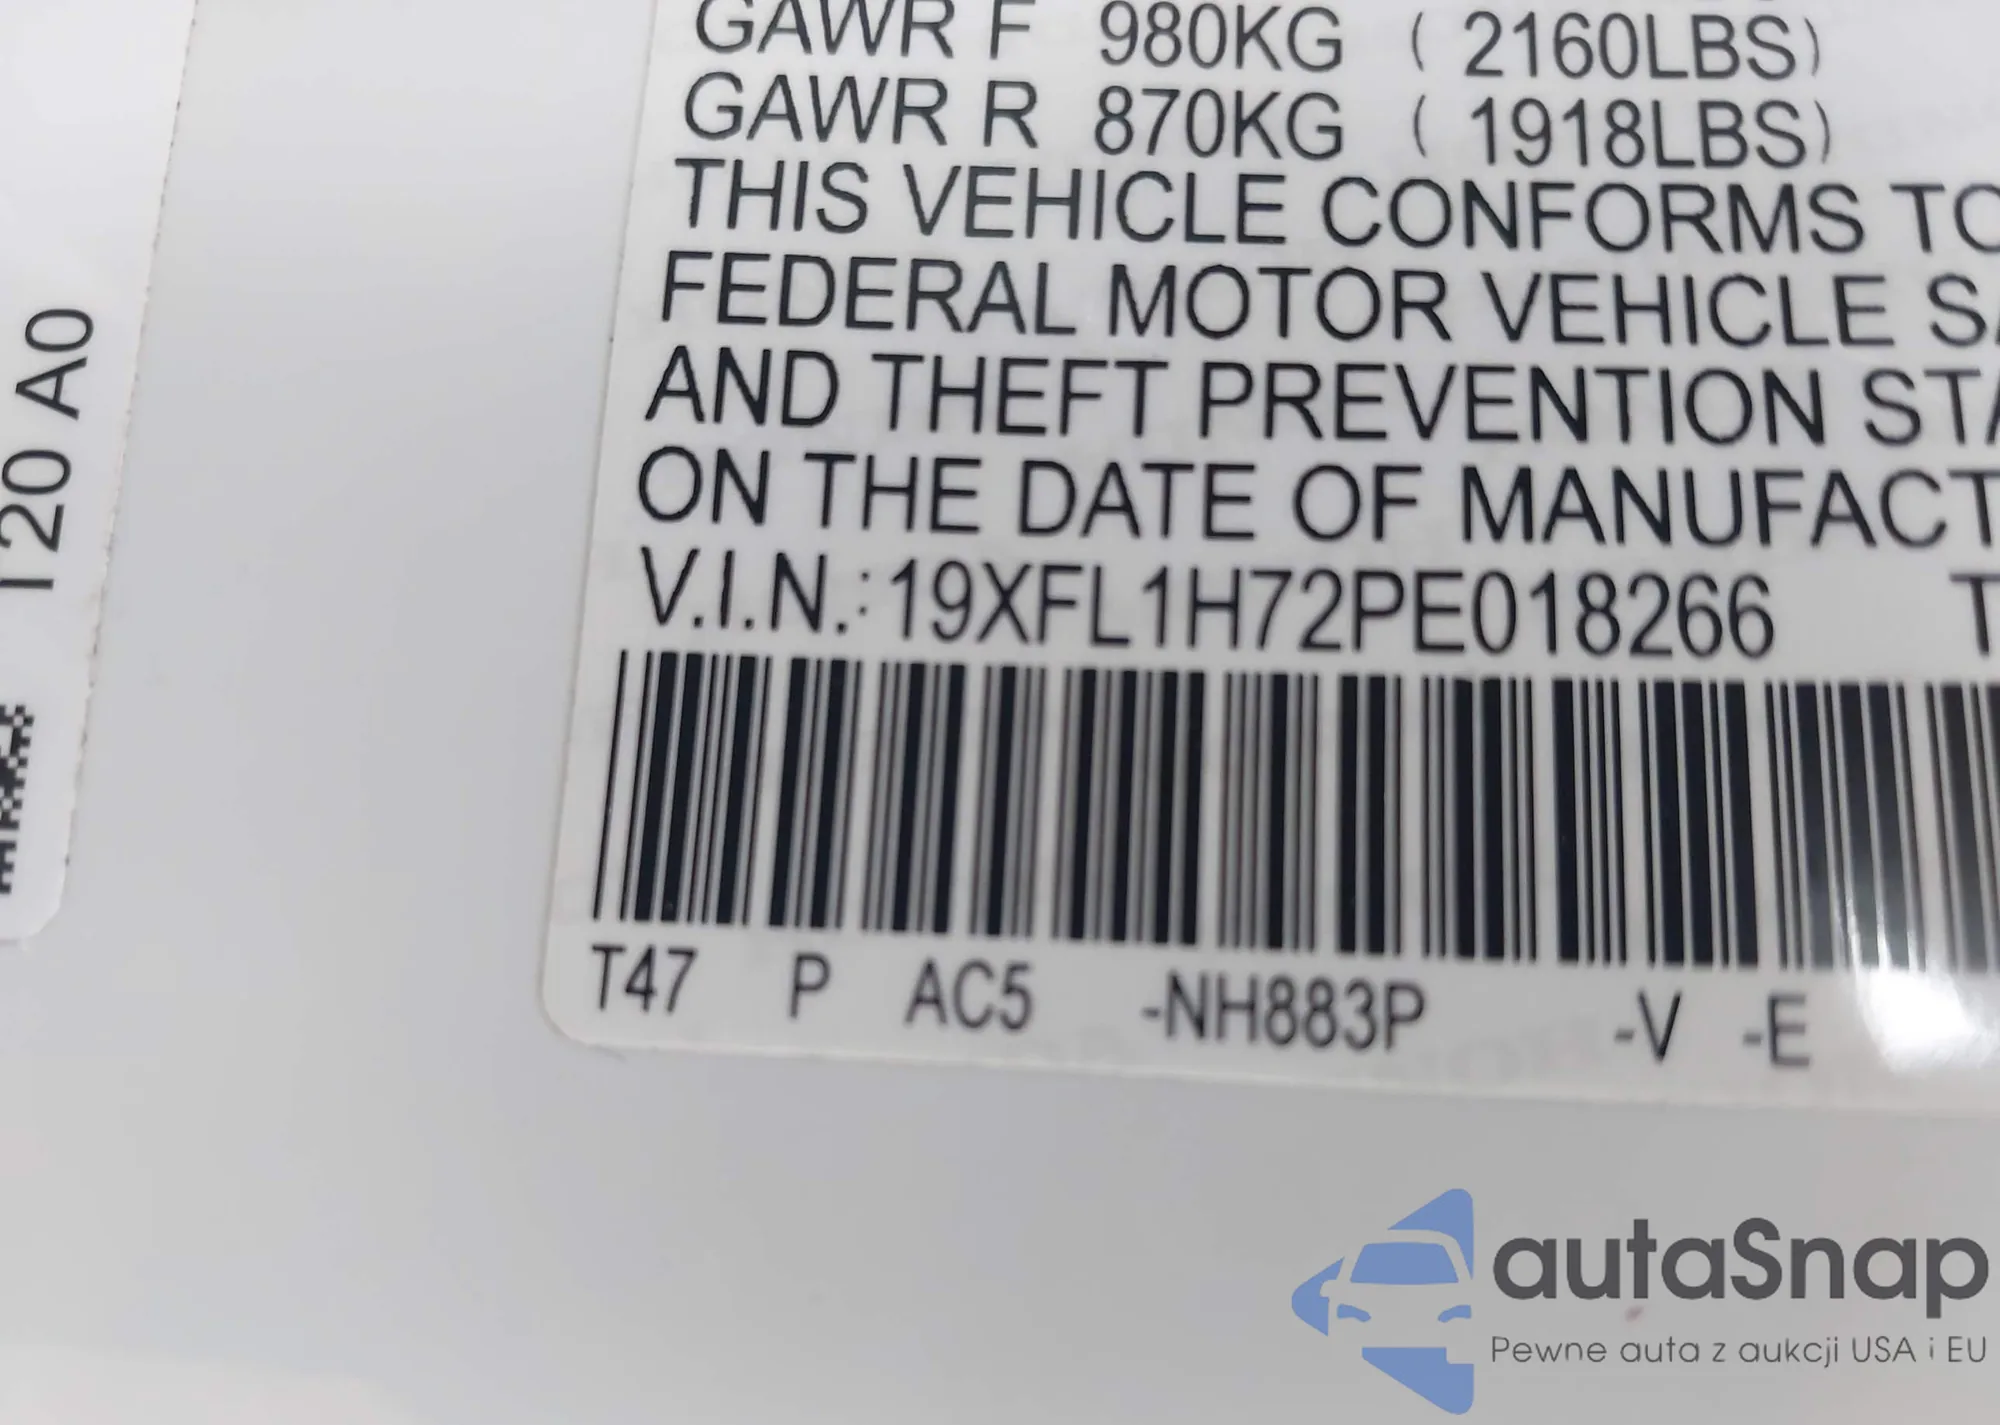 GAWR F 980KG ( 2160LBS)
GAWR R 870KG ( 1918LBS)
THIS VEHICLE CONFORMS TO
FEDERAL MOTOR VEHICLE SA
AND THEFT PREVENTION STA
ON THE DATE OF MANUFACT
V.I.N.:19XFL1H72PE018266 T
T47 P AC5 -NH883P -V -E
T20 A0
autaSnap
Pewne auta z aukcji USA i EU